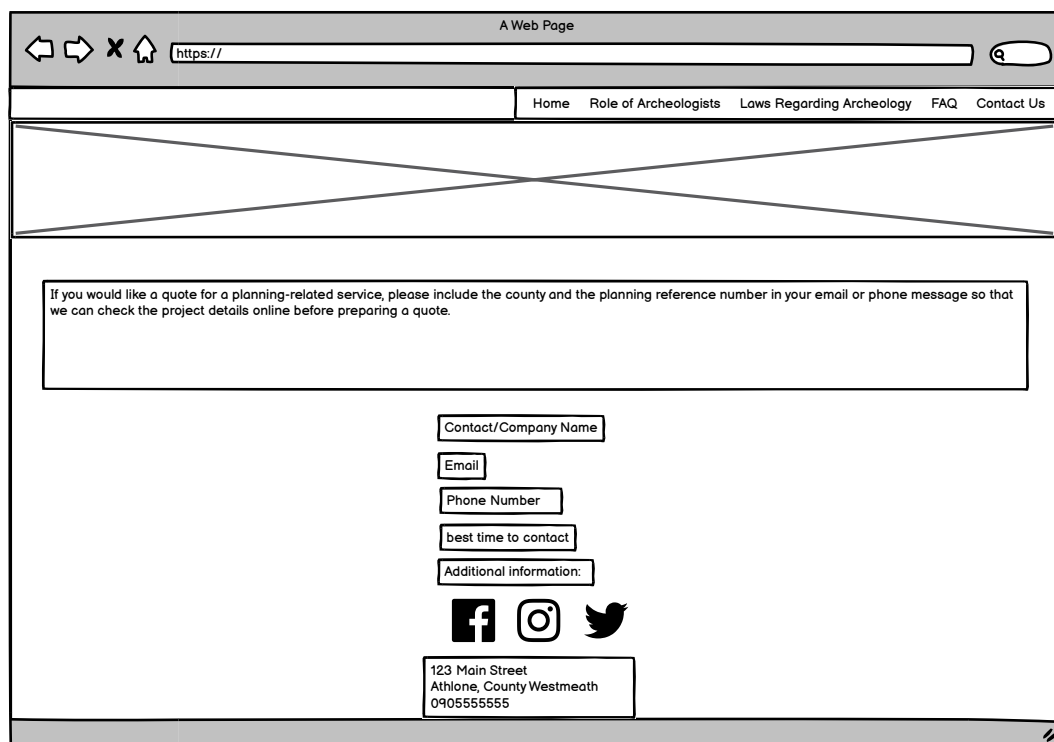 A Web Page
https://
Home Role of Archeologists Laws Regarding Archeology FAQ Contact Us
If you would like a quote for a planning-related service, please include the county and the planning reference number in your email or phone message so that
we can check the project details online before preparing a quote.
Contact/Company Name
Email
Phone Number
best time to contact
Additional information:
123 Main Street
Athlone, County Westmeath
0905555555